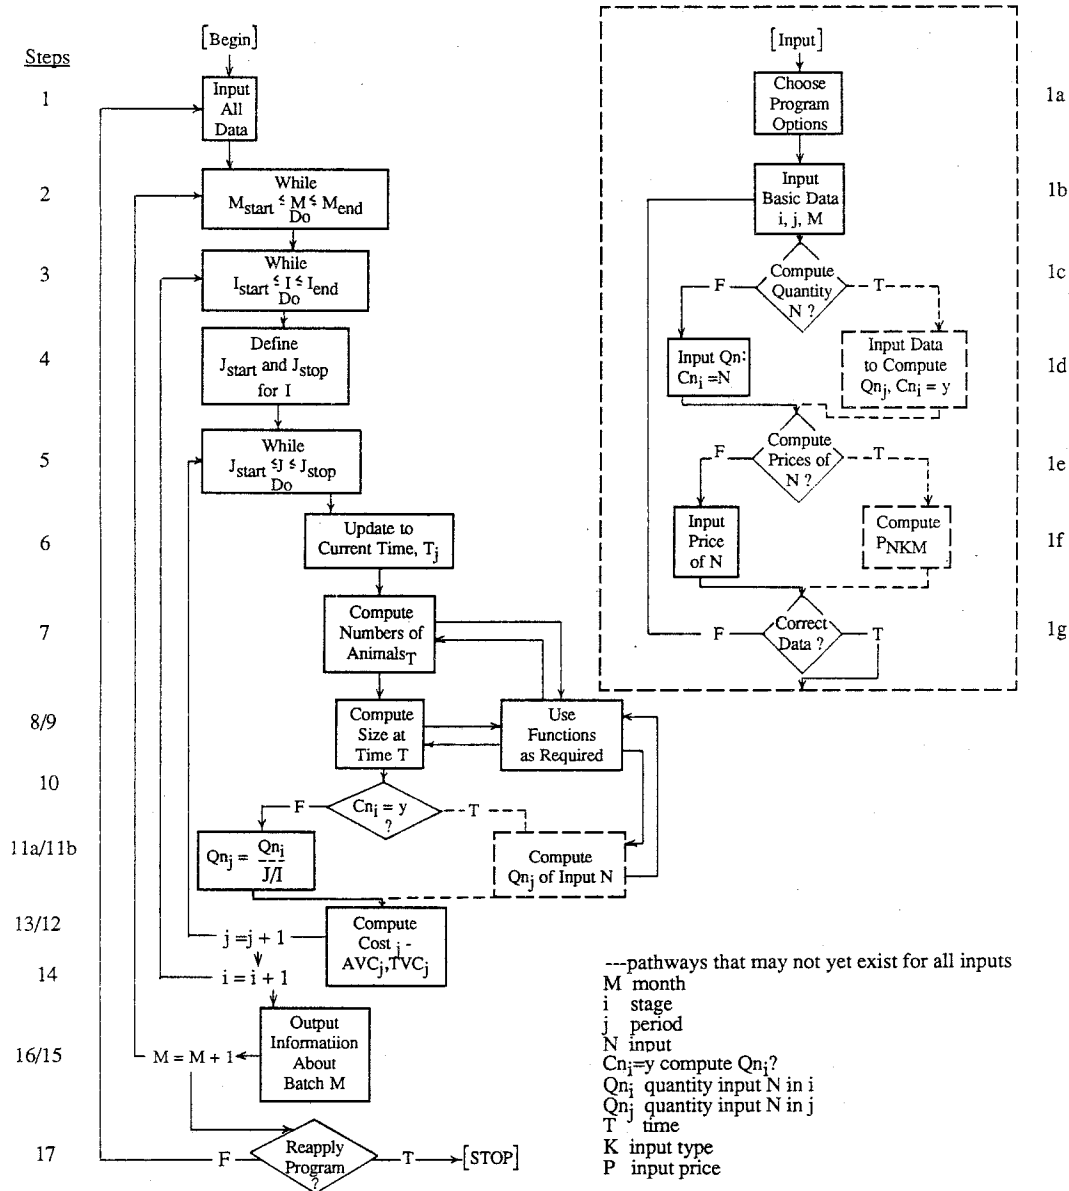 Steps
[Begin]
1
Input
All
Data
2
While
Mstart ≤ M ≤ Mend
Do
3
While
Istart ≤ I ≤ Iend
Do
4
Define
Jstart and Jstop
for I
5
While
Jstart ≤J ≤ Jstop
Do
6
Update to
Current Time, Tj
7
Compute
Numbers of
AnimalsT
8/9
Compute
Size at
Time T
Use
Functions
as Required
10
F
Cni = y
?
T
11a/11b
Qnj = Qni
---
J/I
Compute
Qnj of Input N
13/12
j =j + 1
Compute
Cost j -
AVCj,TVCj
14
i = i + 1
16/15
M = M + 1
Output
Informatiion
About
Batch M
17
F
Reapply
Program
?
T
[STOP]
[Input]
1a
Choose
Program
Options
1b
Input
Basic Data
i, j, M
1c
F
Compute
Quantity
N ?
T
1d
Input Qn:
Cni =N
Input Data
to Compute
Qnj, Cni = y
1e
F
Compute
Prices of
N ?
T
1f
Input
Price
of N
Compute
PNKM
1g
F
Correct
Data ?
T
---pathways that may not yet exist for all inputs
M month
i stage
j period
N input
Cni=y compute Qni?
Qni quantity input N in i
Qnj quantity input N in j
T time
K input type
P input price